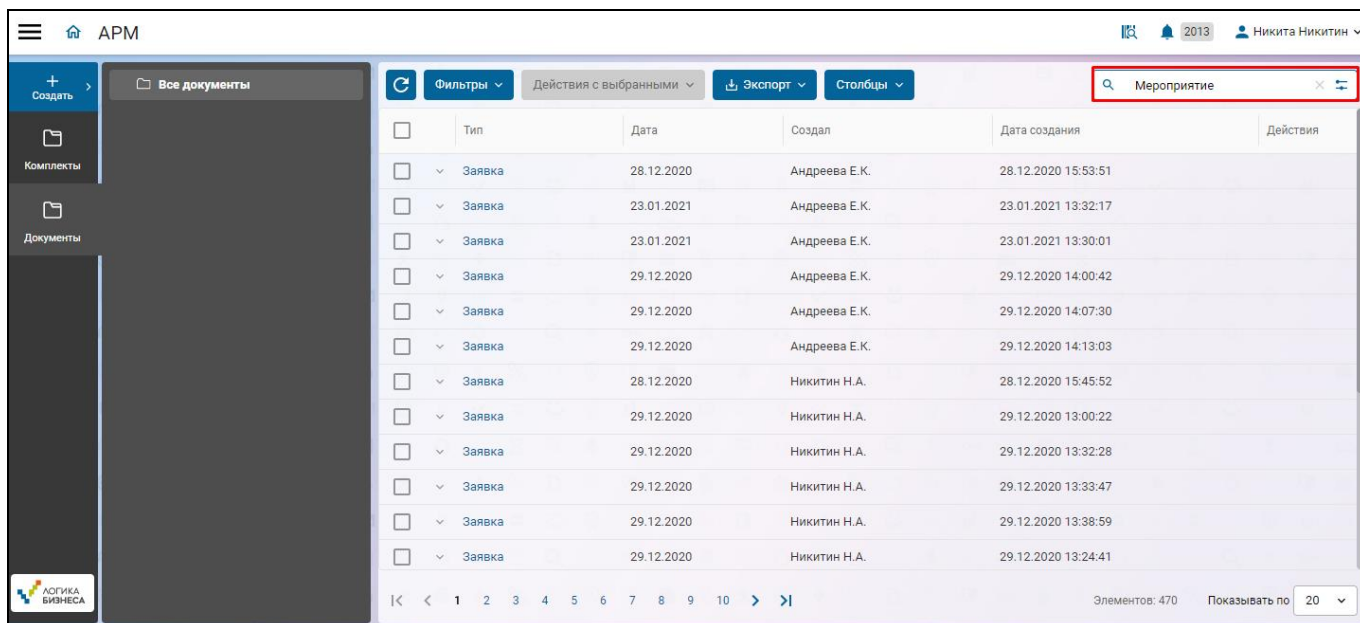 АРМ
2013 Никита Никитин
+ Создать
Комплекты
Документы
Все документы
Фильтры Действия с выбранными Экспорт Столбцы Мероприятие
Тип Дата Создал Дата создания Действия
Заявка 28.12.2020 Андреева Е.К. 28.12.2020 15:53:51
Заявка 23.01.2021 Андреева Е.К. 23.01.2021 13:32:17
Заявка 23.01.2021 Андреева Е.К. 23.01.2021 13:30:01
Заявка 29.12.2020 Андреева Е.К. 29.12.2020 14:00:42
Заявка 29.12.2020 Андреева Е.К. 29.12.2020 14:07:30
Заявка 29.12.2020 Андреева Е.К. 29.12.2020 14:13:03
Заявка 28.12.2020 Никитин Н.А. 28.12.2020 15:45:52
Заявка 29.12.2020 Никитин Н.А. 29.12.2020 13:00:22
Заявка 29.12.2020 Никитин Н.А. 29.12.2020 13:32:28
Заявка 29.12.2020 Никитин Н.А. 29.12.2020 13:33:47
Заявка 29.12.2020 Никитин Н.А. 29.12.2020 13:38:59
Заявка 29.12.2020 Никитин Н.А. 29.12.2020 13:24:41
ЛОГИКА
БИЗНЕСА
1 2 3 4 5 6 7 8 9 10 Элементов: 470 Показывать по 20